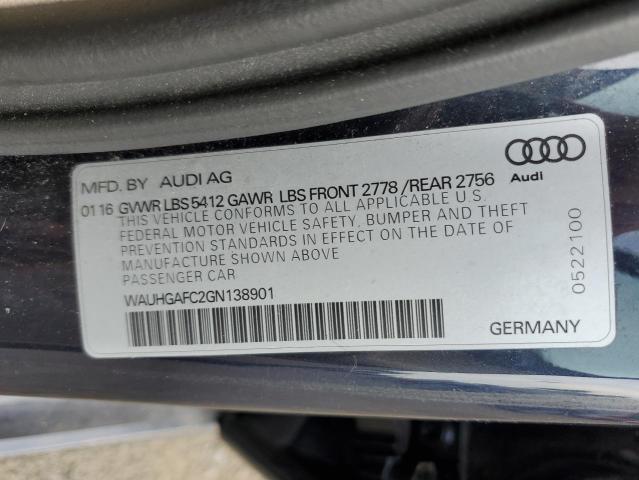 MFD. BY AUDI AG
Audi
01 16 GVWR LBS 5412 GAWR LBS FRONT 2778 /REAR 2756
THIS VEHICLE CONFORMS TO ALL APPLICABLE U.S.
FEDERAL MOTOR VEHICLE SAFETY, BUMPER AND THEFT
PREVENTION STANDARDS IN EFFECT ON THE DATE OF
MANUFACTURE SHOWN ABOVE
PASSENGER CAR
WAUHGAFC2GN138901
0522100
GERMANY